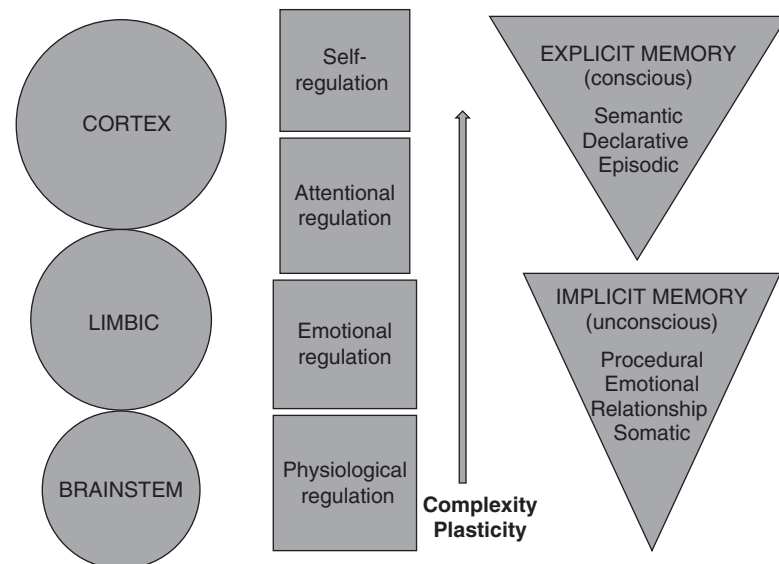 CORTEX
LIMBIC
BRAINSTEM
Self-
regulation
Attentional
regulation
Emotional
regulation
Physiological
regulation
Complexity
Plasticity
EXPLICIT MEMORY
(conscious)
Semantic
Declarative
Episodic
IMPLICIT MEMORY
(unconscious)
Procedural
Emotional
Relationship
Somatic